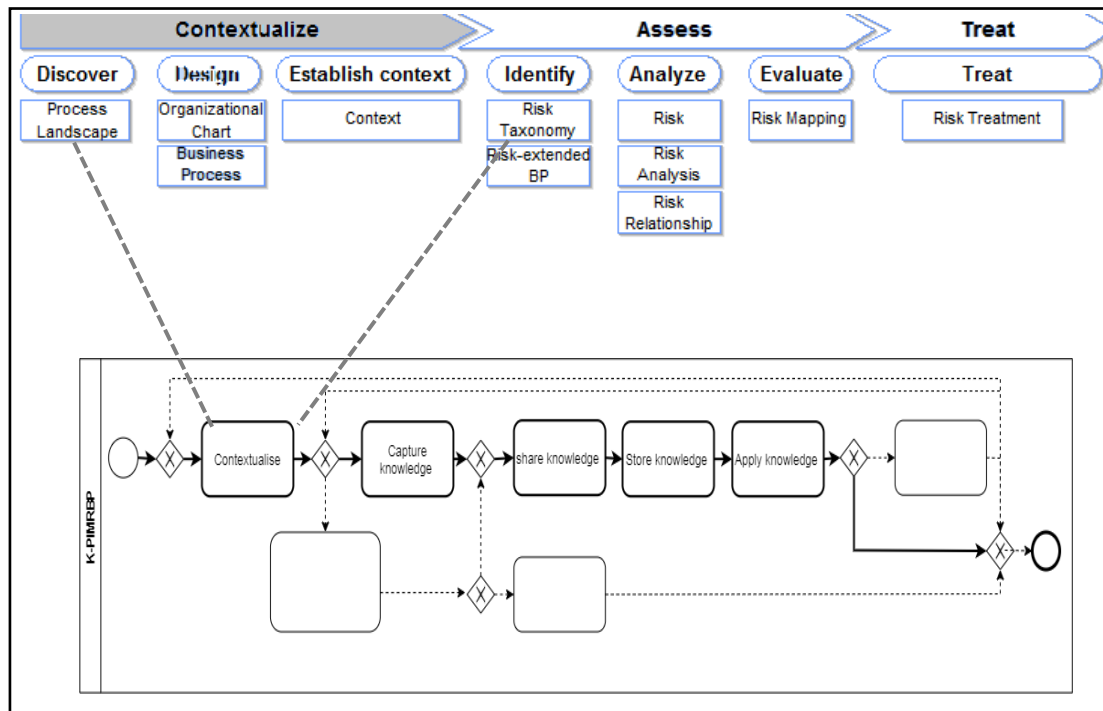 Contextualize
Assess
Treat
Discover
Design
Establish context
Identify
Analyze
Evaluate
Treat
Process
Landscape
Organizational
Chart
Business
Process
Context
Risk
Taxonomy
Risk-extended
BP
Risk
Risk
Analysis
Risk
Relationship
Risk Mapping
Risk Treatment
K-PIMRBP
X
Contextualise
X
Capture
knowledge
X
share knowledge
Store knowledge
Apply knowledge
X
X
X